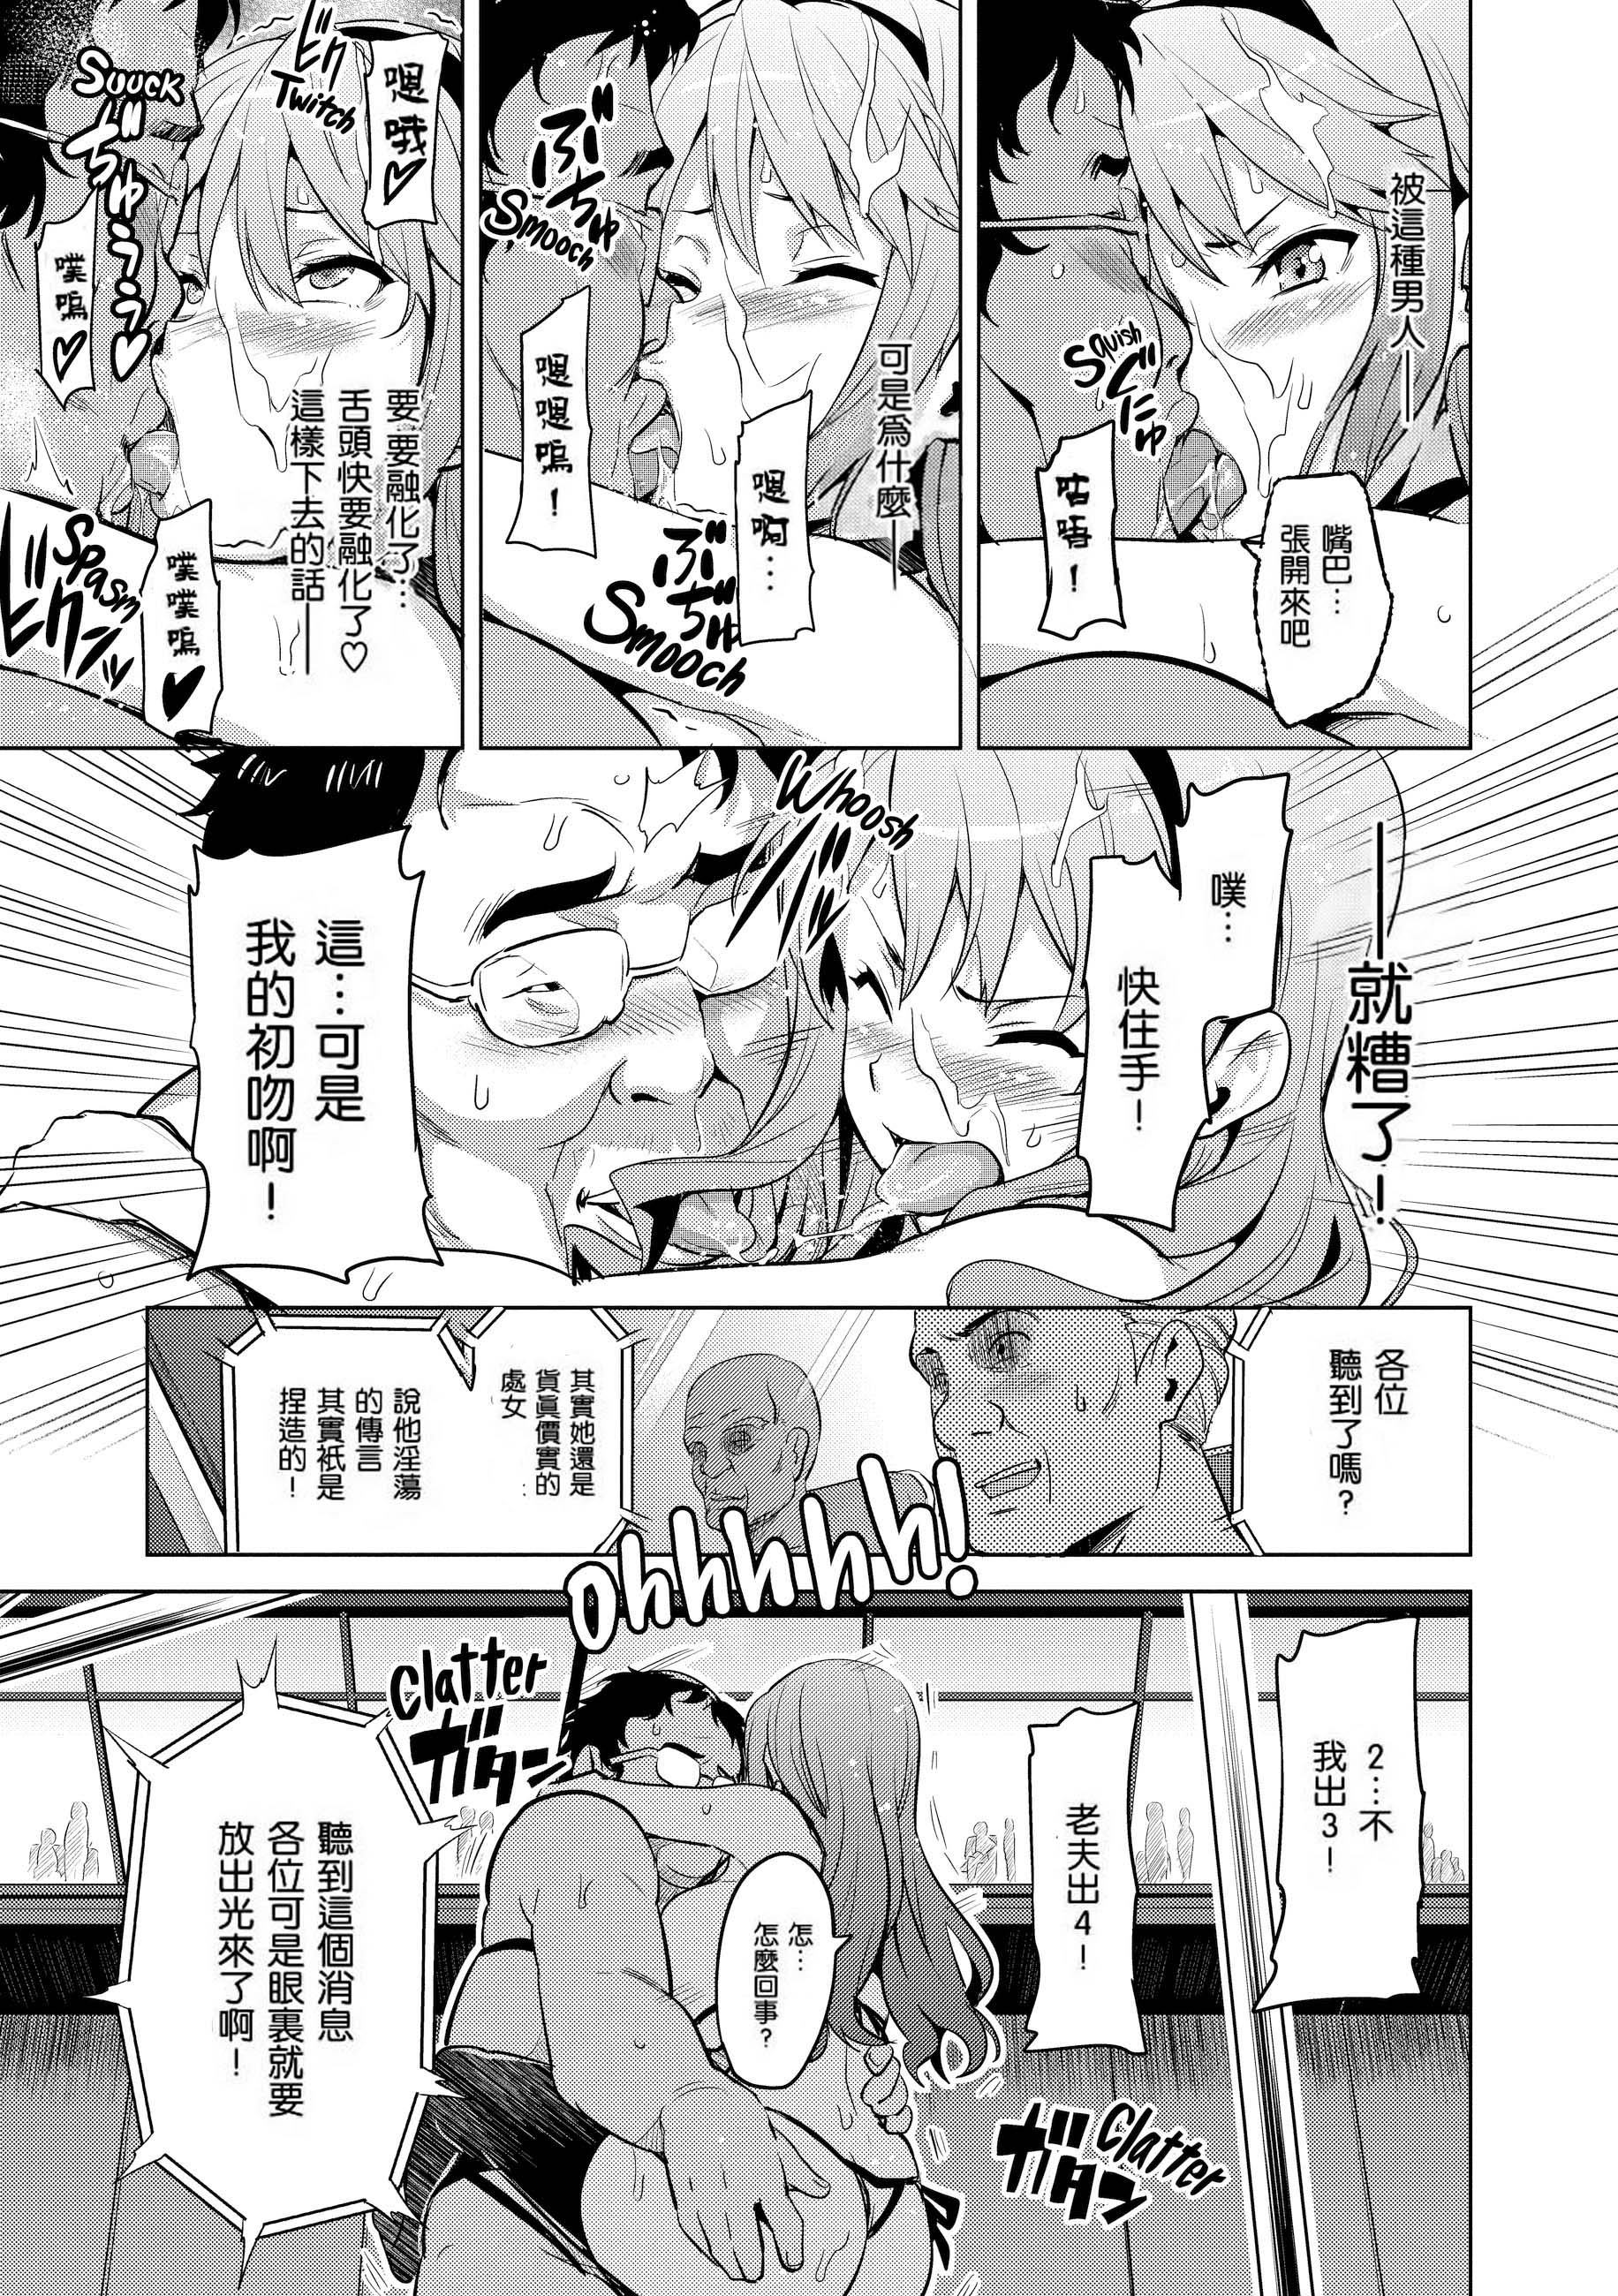 被這種男人——
Squish
ぐにゅ
嘴巴…
張開來吧
咕唔！
ぶちゅ
Smooch
可是為什麼——
嗯嗯嗚！
嗯啊…
ぶぢゅ
Smooch
ビク
Twitch
嗯哦♥
Suuck
ぢゅうう♥
噗嗚♥
要要融化了…
舌頭快要融化了♥
這樣下去的話——
噗噗嗚♥
Spasm
ビクンッ
——就糟了！
噗…
快住手！
Whoosh
バッ
這…可是
我的初吻啊！
各位
聽到了嗎？
其實她還是
貨真價實的
處女
說他淫蕩
的傳言
其實祇是
捏造的！
Ohhhhhh!
2…不
我出3！
老夫出4！
Clatter
ガタン
怎…
怎麼回事？
聽到這個消息
各位可是眼裏就要
放出光來了啊！
ガタン
Clatter